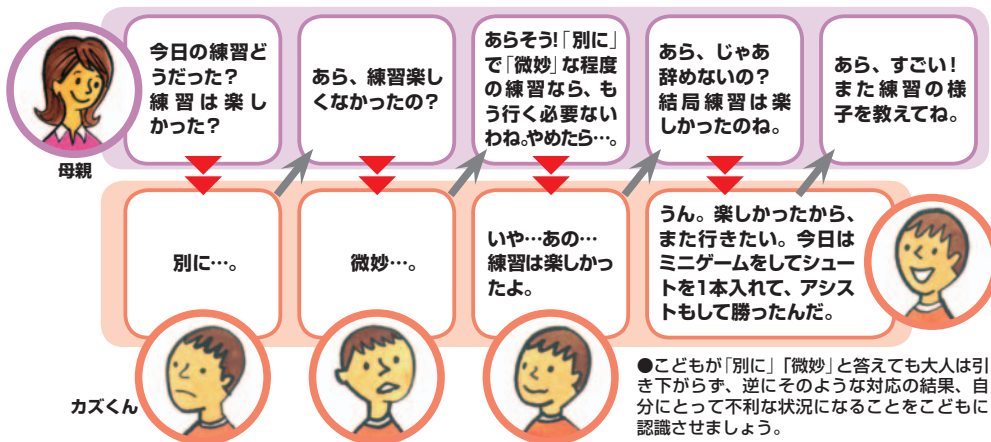 今日の練習ど
うだった？
練習は楽し
かった？
あら、練習楽し
くなかったの？
あらそう!「別に」
で「微妙」な程度
の練習なら、も
う行く必要ない
わね。やめたら…。
あら、じゃあ
辞めないの？
結局練習は楽
しかったのね。
あら、すごい！
また練習の様
子を教えてね。
母親
別に…。
微妙…。
いや…あの…
練習は楽しかっ
たよ。
うん。楽しかったから、
また行きたい。今日は
ミニゲームをしてシュー
トを1本入れて、アシス
トもして勝ったんだ。
カズくん
●こどもが「別に」「微妙」と答えても大人は引
き下がらず、逆にそのような対応の結果、自
分にとって不利な状況になることをこどもに
認識させましょう。